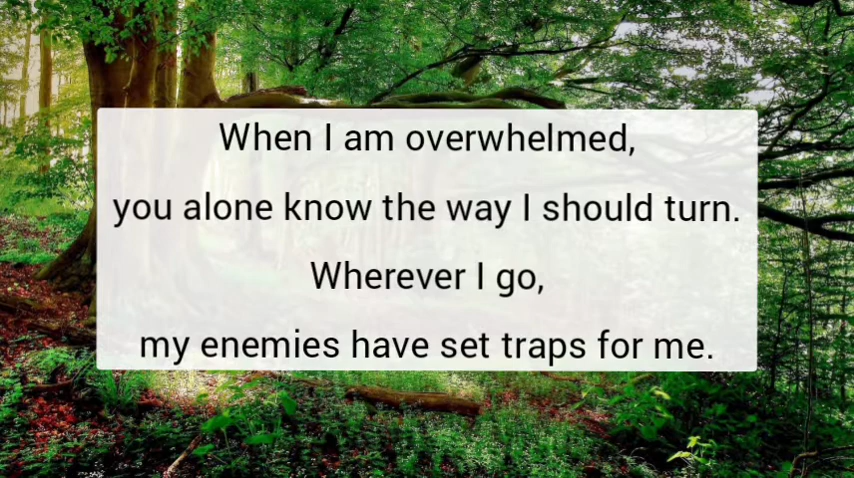 When I am overwhelmed,
you alone know the way I should turn.
Wherever I go,
my enemies have set traps for me.